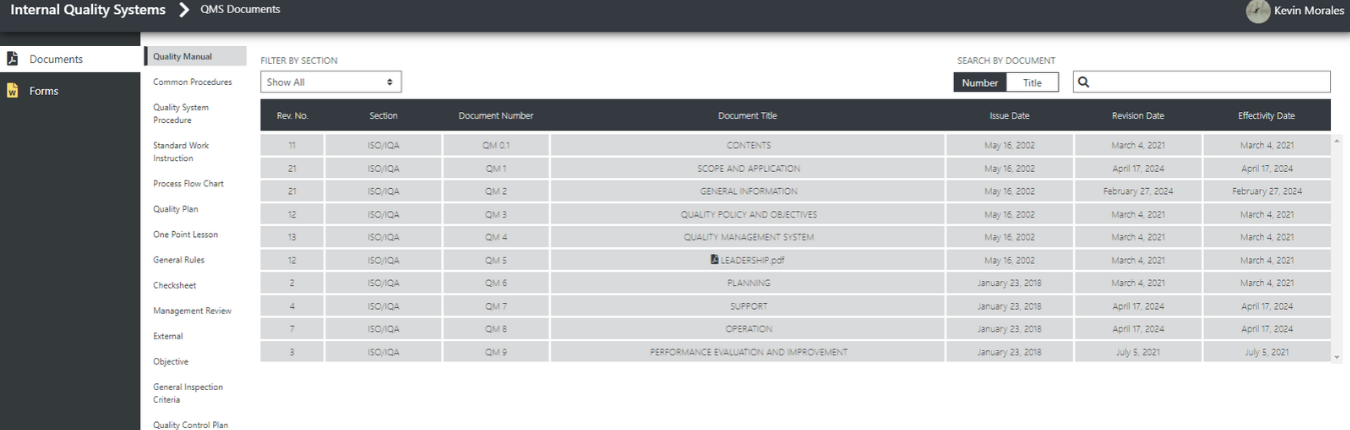 Internal Quality Systems QMS Documents Kevin Morales
Documents
Forms
Quality Manual
Common Procedures
Quality System
Procedure
Standard Work
Instruction
Process Flow Chart
Quality Plan
One Point Lesson
General Rules
Checksheet
Management Review
External
Objective
General Inspection
Criteria
Quality Control Plan
FILTER BY SECTION
Show All
SEARCH BY DOCUMENT
Number Title
Rev. No. Section Document Number Document Title Issue Date Revision Date Effectivity Date
11 ISO/IQA QM 0.1 CONTENTS May 16, 2002 March 4, 2021 March 4, 2021
21 ISO/IQA QM 1 SCOPE AND APPLICATION May 16, 2002 April 17, 2024 April 17, 2024
21 ISO/IQA QM 2 GENERAL INFORMATION May 16, 2002 February 27, 2024 February 27, 2024
12 ISO/IQA QM 3 QUALITY POLICY AND OBJECTIVES May 16, 2002 March 4, 2021 March 4, 2021
13 ISO/IQA QM 4 QUALITY MANAGEMENT SYSTEM May 16, 2002 March 4, 2021 March 4, 2021
12 ISO/IQA QM 5 LEADERSHIP.pdf May 16, 2002 March 4, 2021 March 4, 2021
2 ISO/IQA QM 6 PLANNING January 23, 2018 March 4, 2021 March 4, 2021
4 ISO/IQA QM 7 SUPPORT January 23, 2018 April 17, 2024 April 17, 2024
7 ISO/IQA QM 8 OPERATION January 23, 2018 April 17, 2024 April 17, 2024
3 ISO/IQA QM 9 PERFORMANCE EVALUATION AND IMPROVEMENT January 23, 2018 July 5, 2021 July 5, 2021